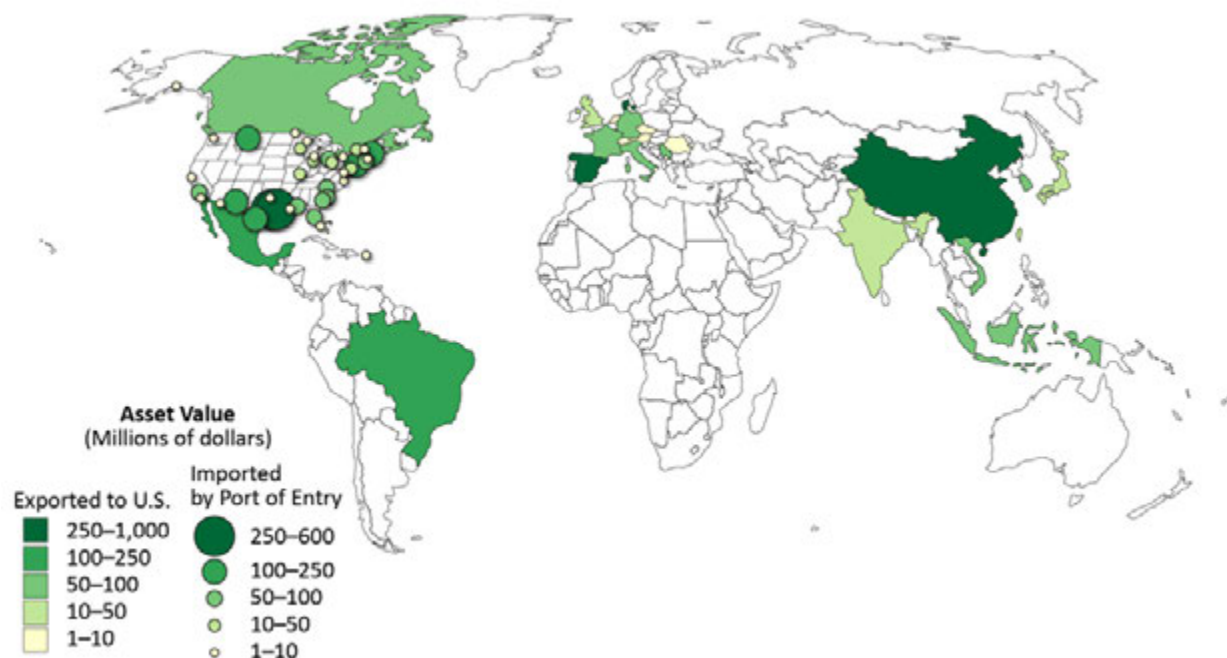 Asset Value
(Millions of dollars)
Exported to U.S.
250–1,000
100–250
50–100
10–50
1–10
Imported
by Port of Entry
250–600
100–250
50–100
10–50
1–10